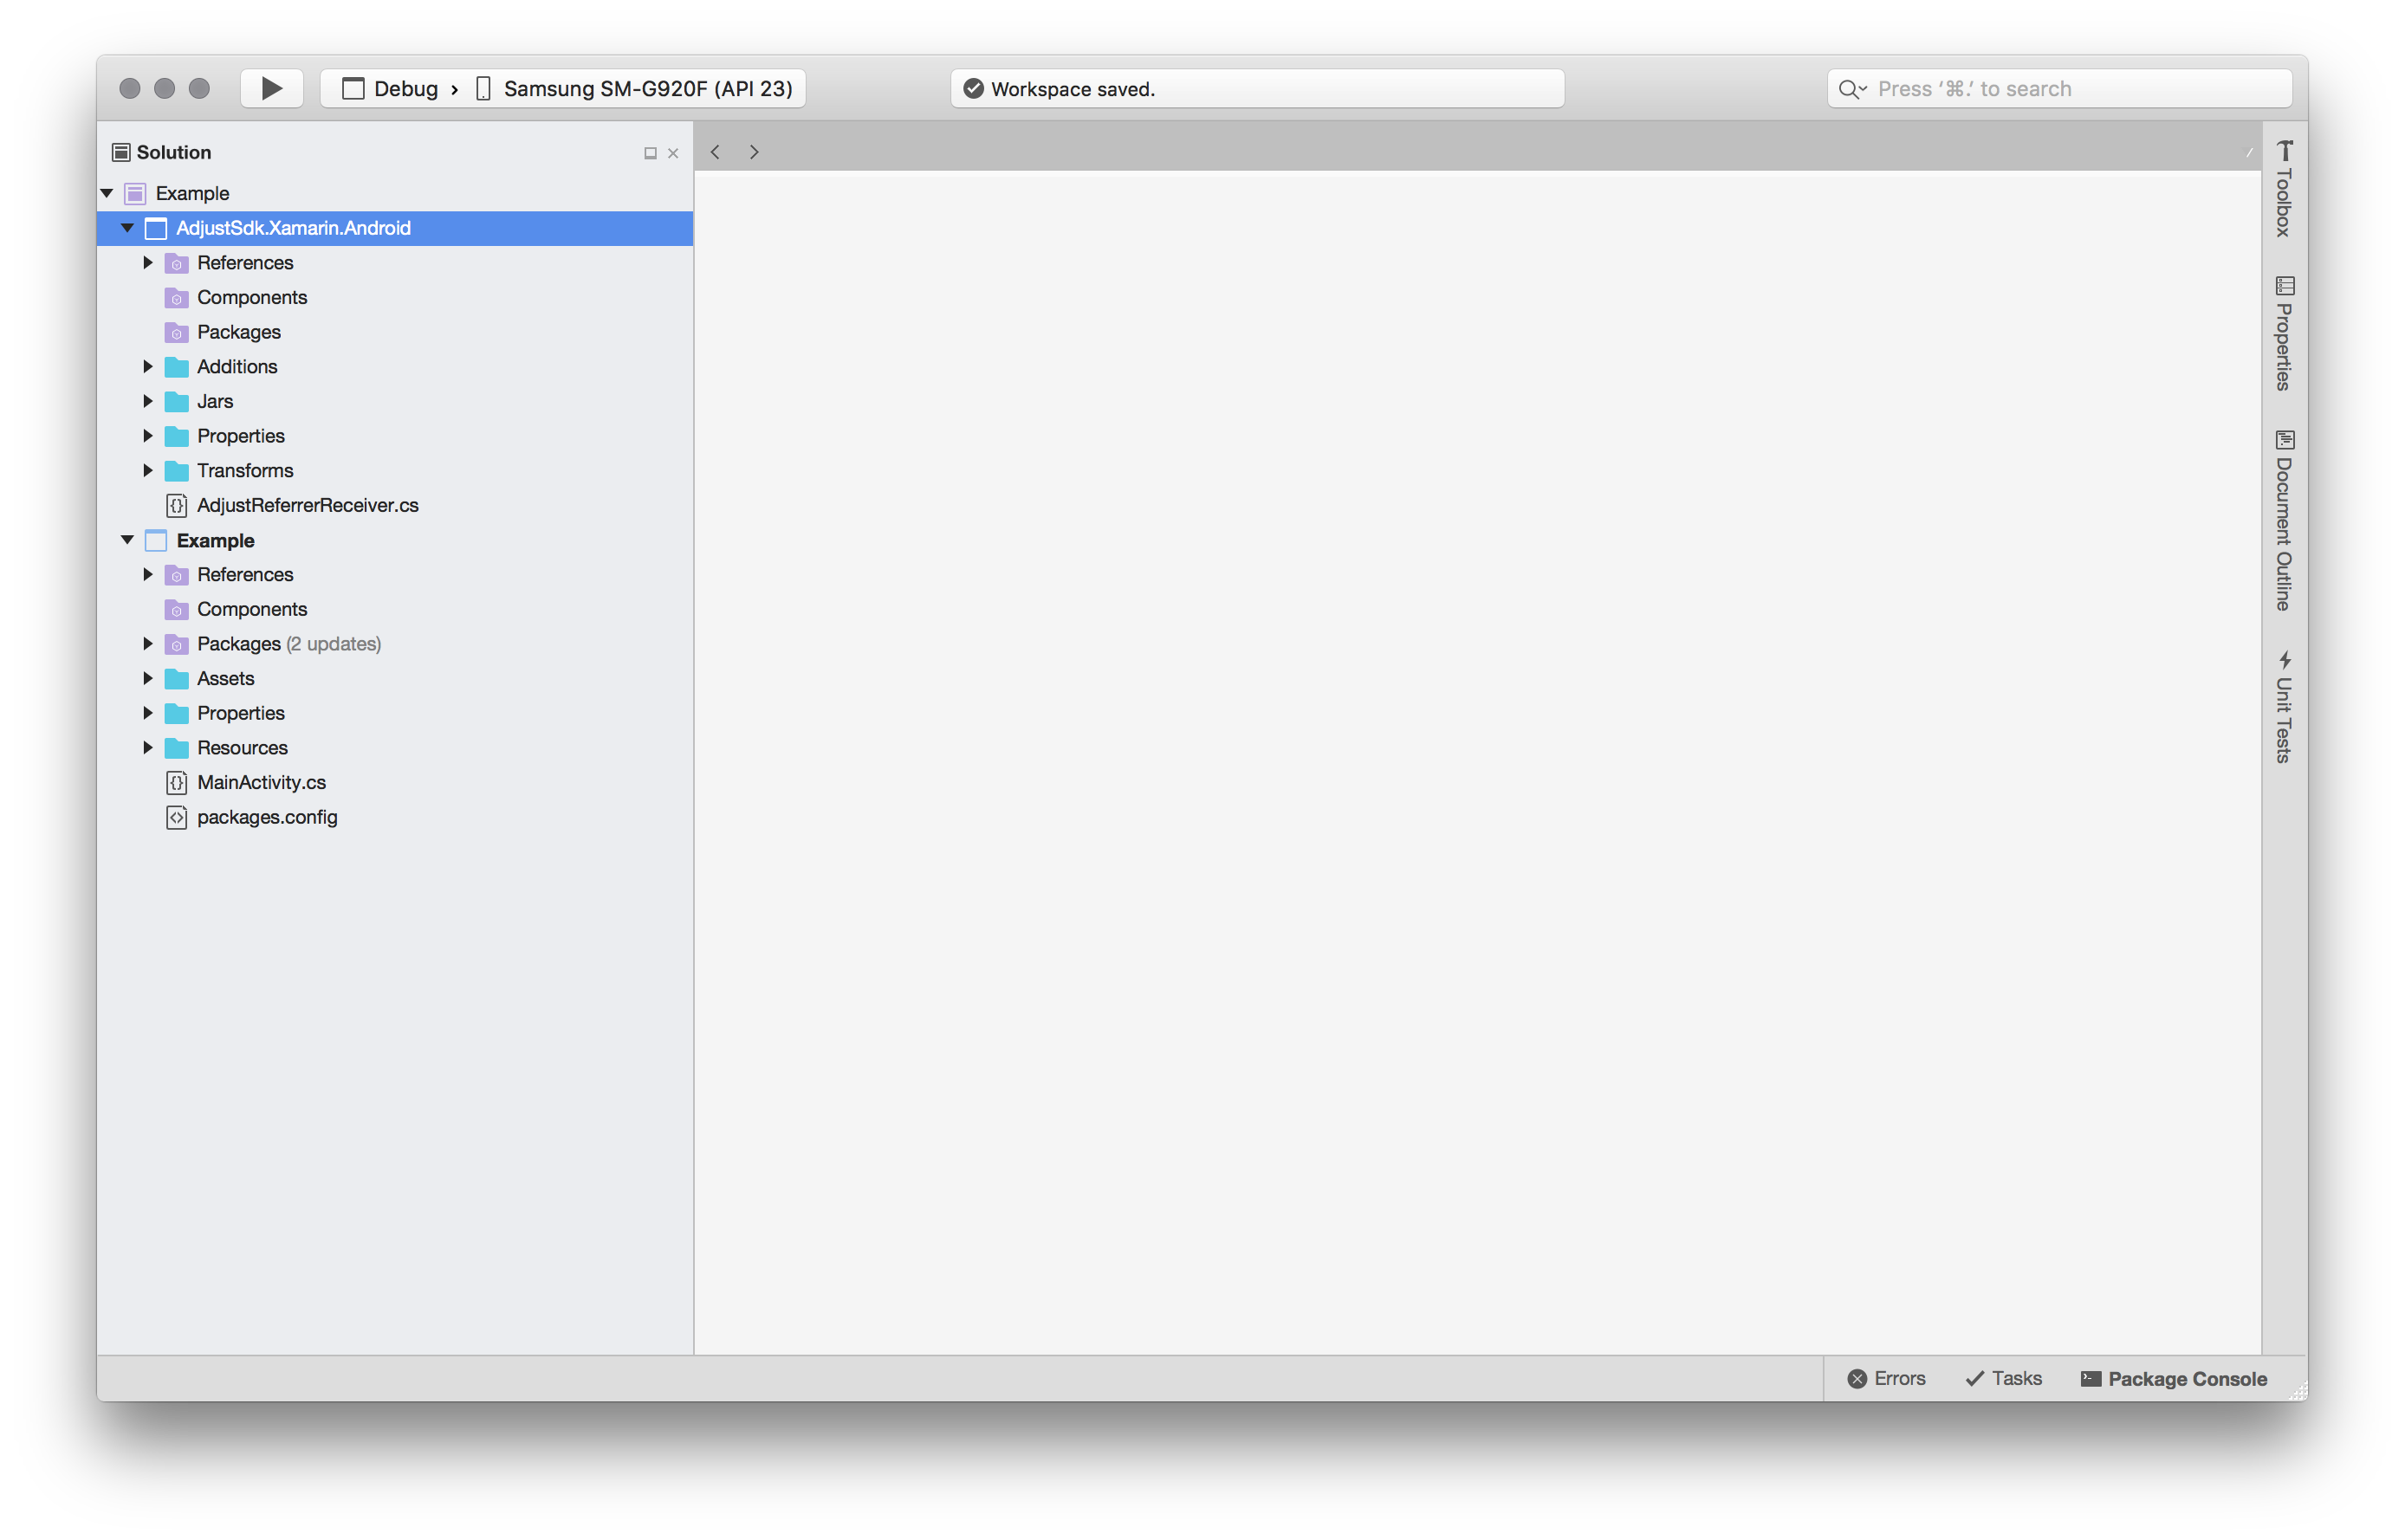 Debug › Samsung SM-G920F (API 23)
Workspace saved.
Press ‘⌘.’ to search
Solution
Example
AdjustSdk.Xamarin.Android
References
Components
Packages
Additions
Jars
Properties
Transforms
AdjustReferrerReceiver.cs
Example
References
Components
Packages (2 updates)
Assets
Properties
Resources
MainActivity.cs
packages.config
Toolbox
Properties
Document Outline
Unit Tests
Errors
Tasks
Package Console